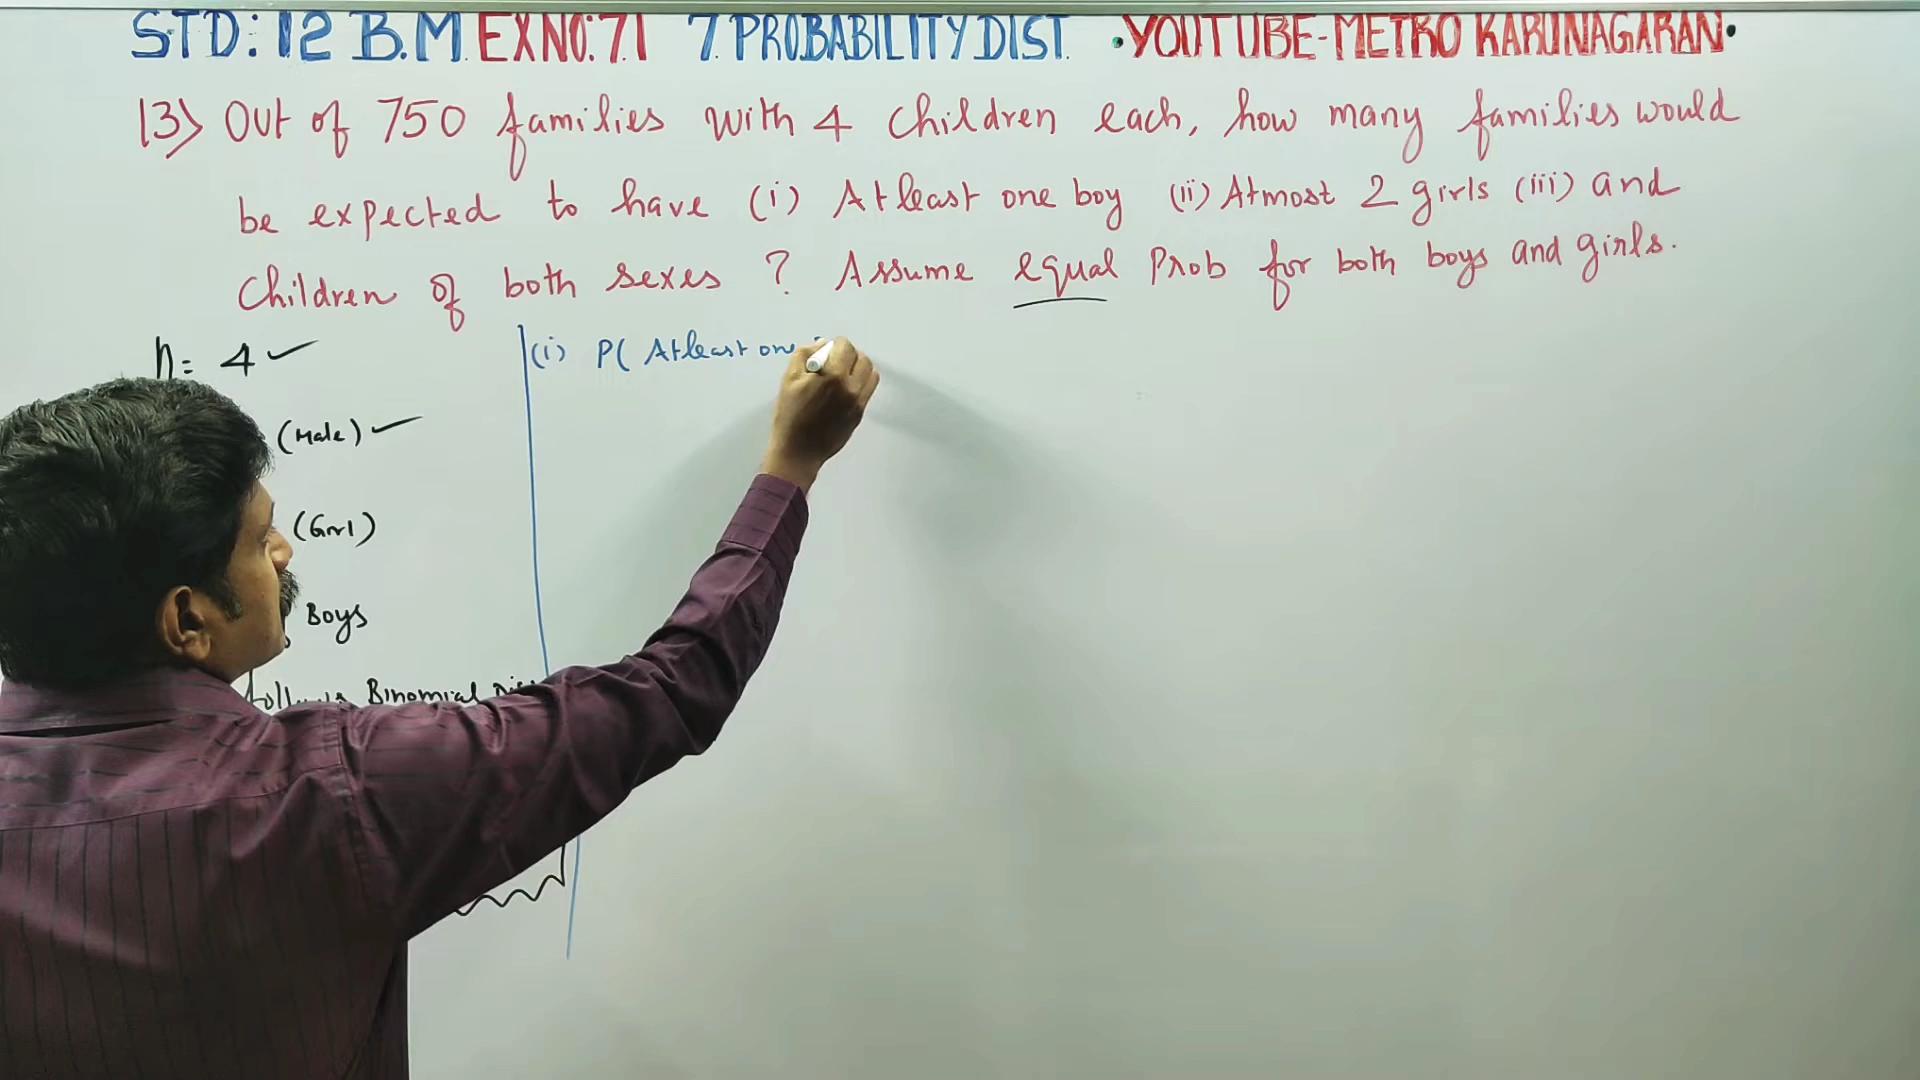 STD: 12 B.M. EX NO: 7.1 7. PROBABILITY DIST. • YOUTUBE-METRO KARUNAGARAN •
13) Out of 750 families with 4 children each, how many families would
be expected to have (i) Atleast one boy (ii) Atmost 2 girls (iii) and
children of both sexes ? Assume equal Prob for both boys and girls.
n = 4 ✓
(i) P( Atleast one
(Male) ✓
(Girl)
Boys
follows Binomial